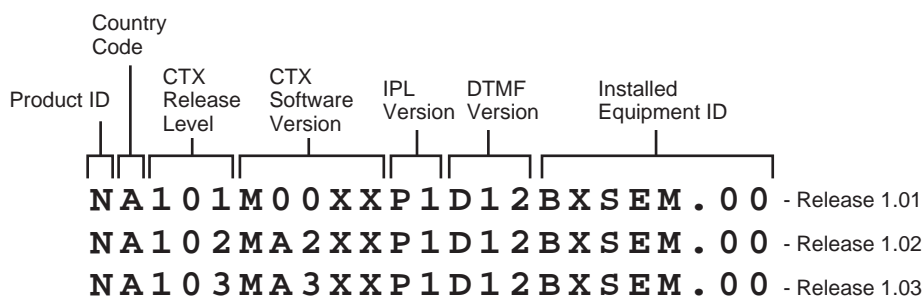 Country
Code
Product ID
CTX
Release
Level
CTX
Software
Version
IPL
Version
DTMF
Version
Installed
Equipment ID
NA101M00XXP1D12BXSEM.00 - Release 1.01
NA102MA2XXP1D12BXSEM.00 - Release 1.02
NA103MA3XXP1D12BXSEM.00 - Release 1.03